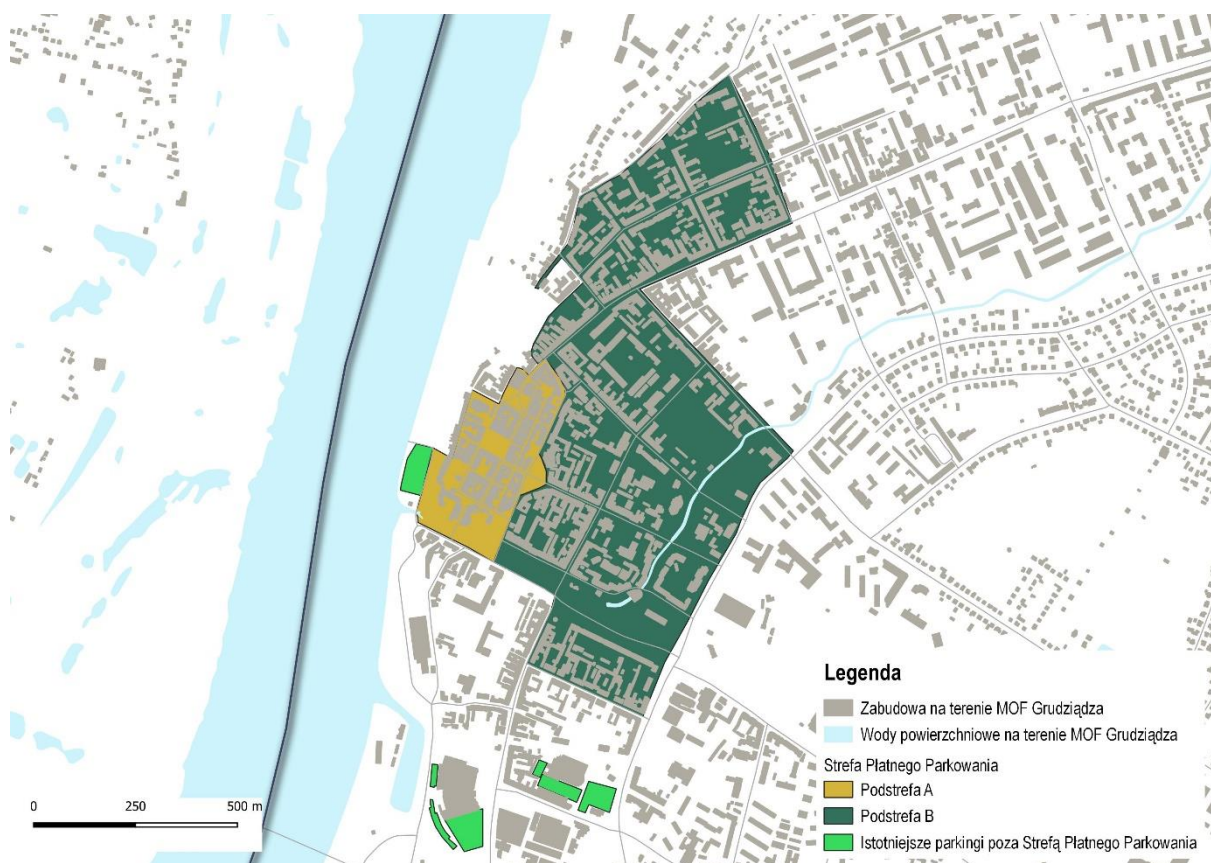 Legenda
Zabudowa na terenie MOF Grudziądza
Wody powierzchniowe na terenie MOF Grudziądza
Strefa Płatnego Parkowania
Podstrefa A
Podstrefa B
Istotniejsze parkingi poza Strefą Płatnego Parkowania
0 250 500 m